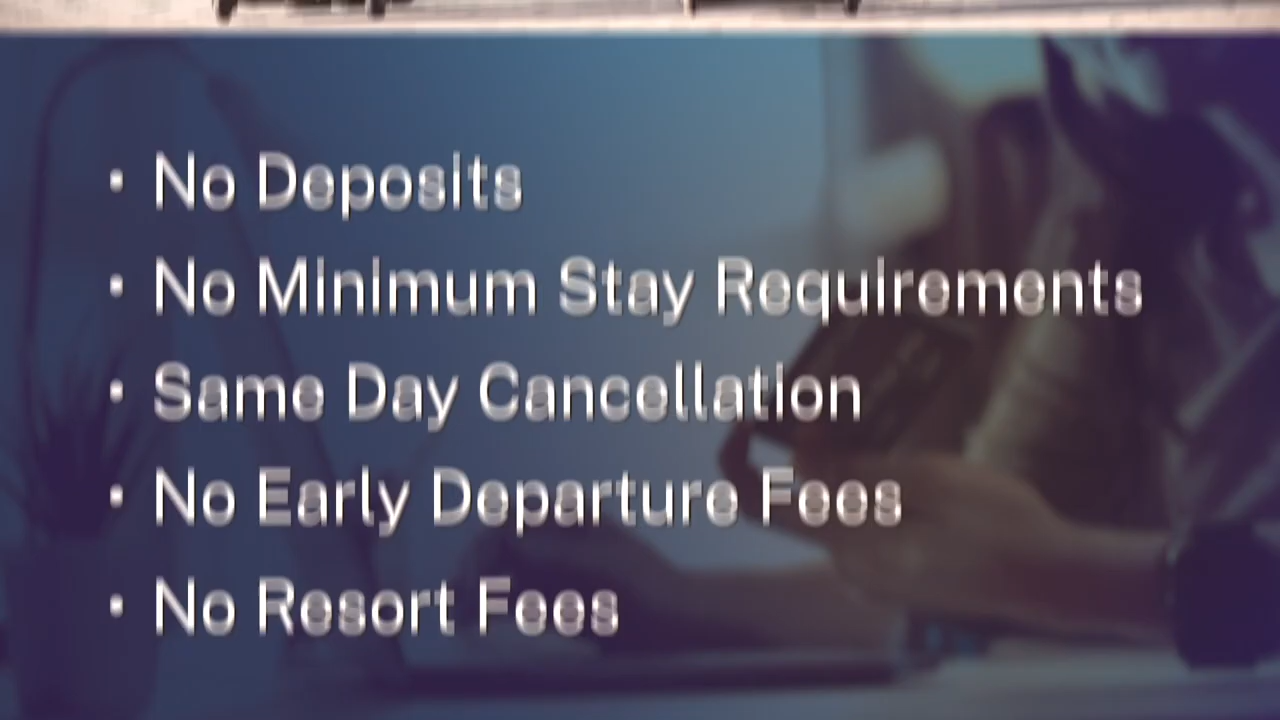 • No Deposits
• No Minimum Stay Requirements
• Same Day Cancellation
• No Early Departure Fees
• No Resort Fees